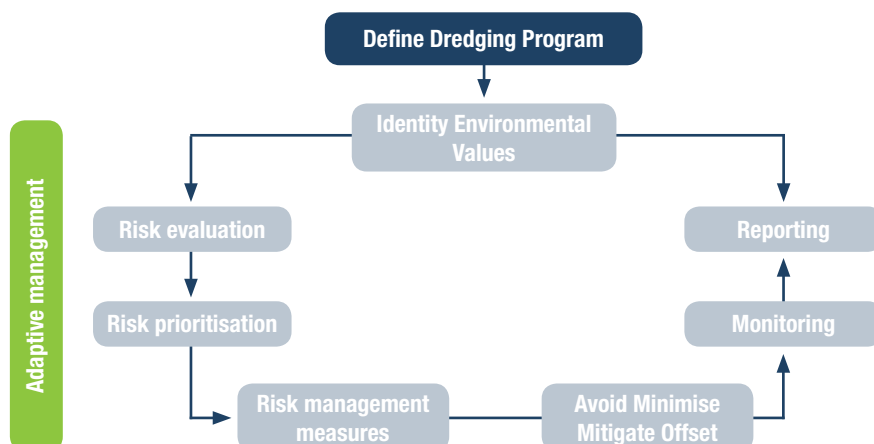 Define Dredging Program
Identity Environmental
Values
Adaptive management
Risk evaluation
Reporting
Risk prioritisation
Monitoring
Risk management
measures
Avoid Minimise
Mitigate Offset